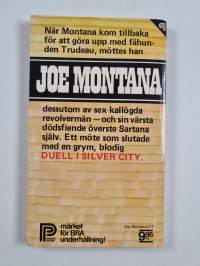 När Montana kom tillbaka
för att göra upp med fähun-
den Trudeau, möttes han
JOE MONTANA
dessutom av sex kallögda
revolvermän – och sin värsta
dödsfiende överste Sartana
själv. Ett möte som slutade
med en grym, blodig
DUELL I SILVER CITY.
P
märket
för BRA
underhållning!
Joe Montana/17
9.95